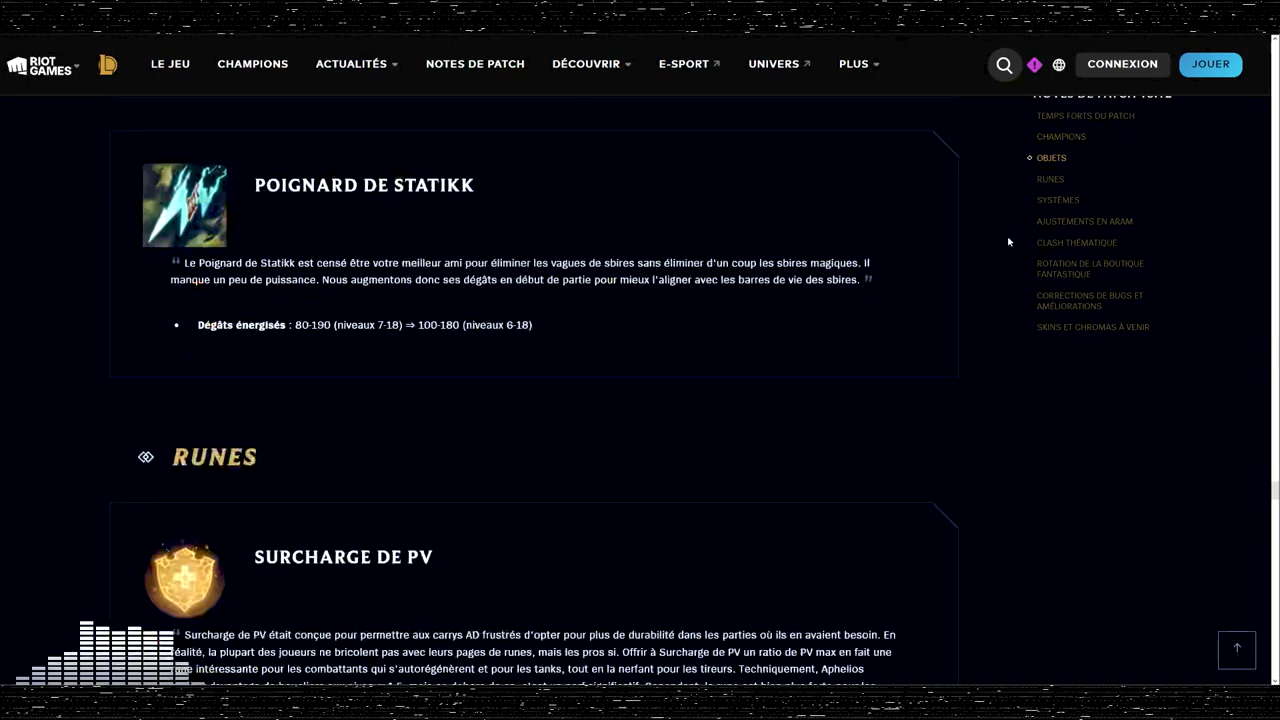 RIOT GAMES
LE JEU
CHAMPIONS
ACTUALITÉS
NOTES DE PATCH
DÉCOUVRIR
E-SPORT
UNIVERS
PLUS
CONNEXION
JOUER
POIGNARD DE STATIKK
" Le Poignard de Statikk est censé être votre meilleur ami pour éliminer les vagues de sbires sans éliminer d'un coup les sbires magiques. Il
manque un peu de puissance. Nous augmentons donc ses dégâts en début de partie pour mieux l'aligner avec les barres de vie des sbires. "
• Dégâts énergisés : 80-190 (niveaux 7-18) ⇒ 100-180 (niveaux 6-18)
RUNES
SURCHARGE DE PV
" Surcharge de PV était conçue pour permettre aux carrys AD frustrés d'opter pour plus de durabilité dans les parties où ils en avaient besoin. En
réalité, la plupart des joueurs ne bricolent pas avec leurs pages de runes, mais les pros si. Offrir à Surcharge de PV un ratio de PV max en fait une
intéressante pour les combattants qui s'autorégénèrent et pour les tanks, tout en la nerfant pour les tireurs. Techniquement, Aphelios
TEMPS FORTS DU PATCH
CHAMPIONS
OBJETS
RUNES
SYSTÈMES
AJUSTEMENTS EN ARAM
CLASH THÉMATIQUE
ROTATION DE LA BOUTIQUE
FANTASTIQUE
CORRECTIONS DE BUGS ET
AMÉLIORATIONS
SKINS ET CHROMAS À VENIR